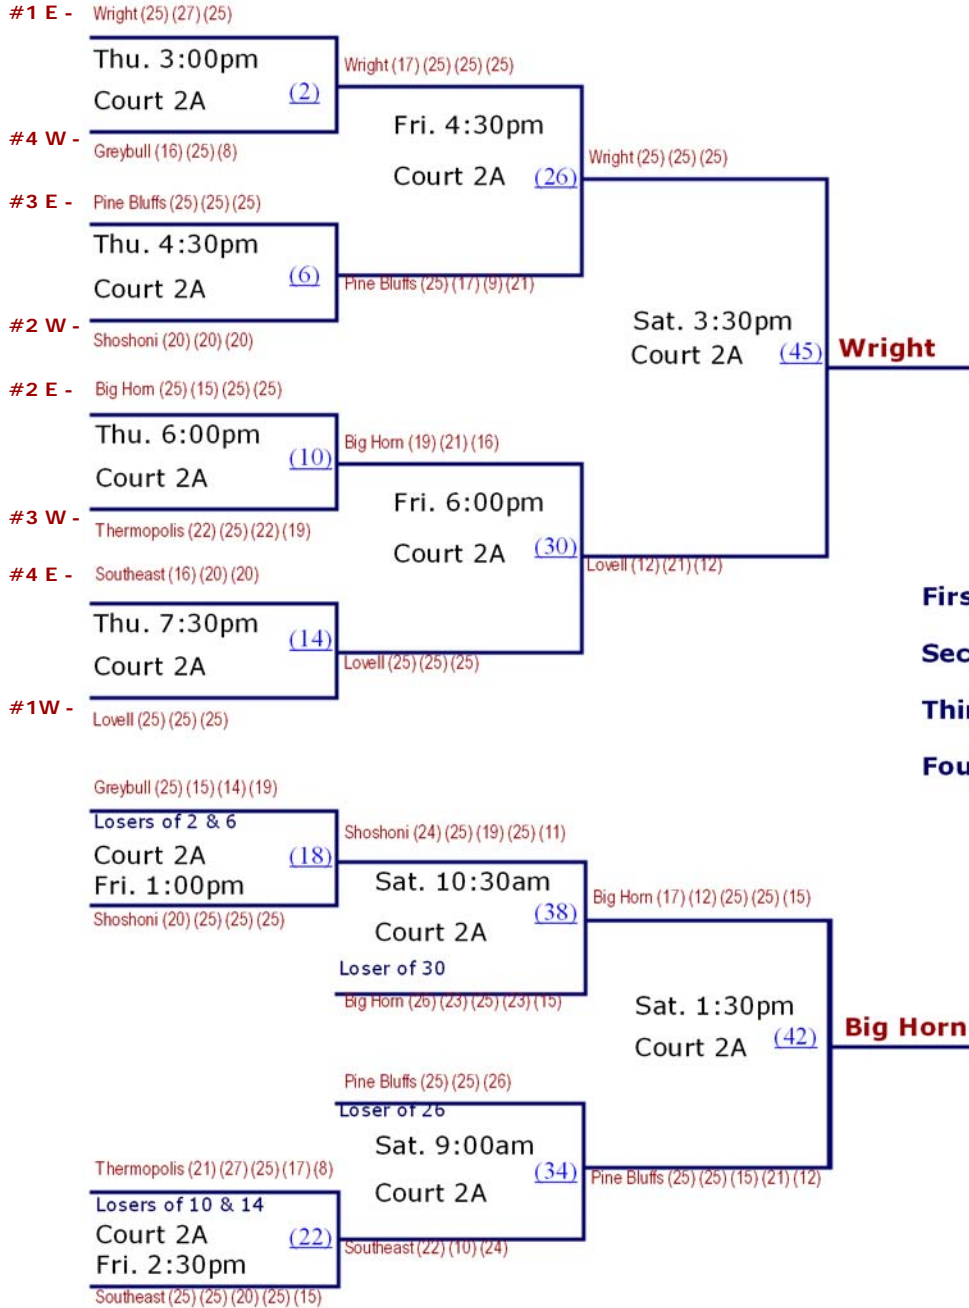 #1 E - Wright (25) (27) (25)
Thu. 3:00pm
Court 2A (2)
#4 W -
Greybull (16) (25) (8)
Wright (17) (25) (25) (25)
Fri. 4:30pm
Court 2A (26)
#3 E - Pine Bluffs (25) (25) (25)
Thu. 4:30pm
Court 2A (6)
#2 W -
Shoshoni (20) (20) (20)
Pine Bluffs (25) (17) (9) (21)
Wright (25) (25) (25)
Sat. 3:30pm
Court 2A (45)
Wright
#2 E - Big Horn (25) (15) (25) (25)
Thu. 6:00pm
Court 2A (10)
#3 W -
Thermopolis (22) (25) (22) (19)
Big Horn (19) (21) (16)
Fri. 6:00pm
Court 2A (30)
#4 E - Southeast (16) (20) (20)
Thu. 7:30pm
Court 2A (14)
#1W -
Lovell (25) (25) (25)
Lovell (25) (25) (25)
Lovell (12) (21) (12)
Firs
Sec
Thir
Fou
Greybull (25) (15) (14) (19)
Losers of 2 & 6
Court 2A (18)
Fri. 1:00pm
Shoshoni (20) (25) (25) (25)
Shoshoni (24) (25) (19) (25) (11)
Sat. 10:30am
Court 2A (38)
Loser of 30
Big Horn (26) (23) (25) (23) (15)
Big Horn (17) (12) (25) (25) (15)
Sat. 1:30pm
Court 2A (42)
Big Horn
Pine Bluffs (25) (25) (26)
Loser of 26
Sat. 9:00am
Court 2A (34)
Pine Bluffs (25) (25) (15) (21) (12)
Thermopolis (21) (27) (25) (17) (8)
Losers of 10 & 14
Court 2A (22)
Fri. 2:30pm
Southeast (25) (25) (20) (25) (15)
Southeast (22) (10) (24)